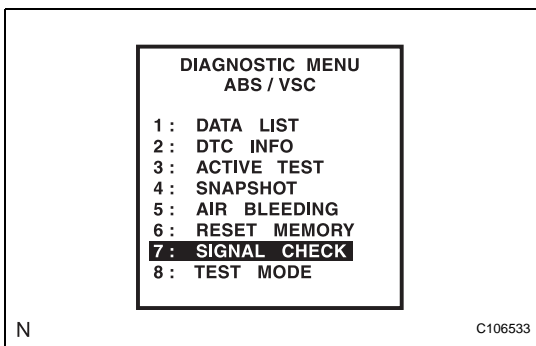 DIAGNOSTIC MENU
ABS / VSC
1 : DATA LIST
2 : DTC INFO
3 : ACTIVE TEST
4 : SNAPSHOT
5 : AIR BLEEDING
6 : RESET MEMORY
7 : SIGNAL CHECK
8 : TEST MODE
N
C106533